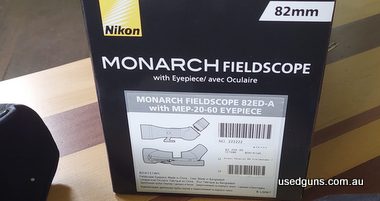 82mm
Nikon
MONARCH FIELDSCOPE
with Eyepiece/ avec Oculaire
MONARCH FIELDSCOPE 82ED-A
with MEP-20-60 EYEPIECE
usedguns.com.au